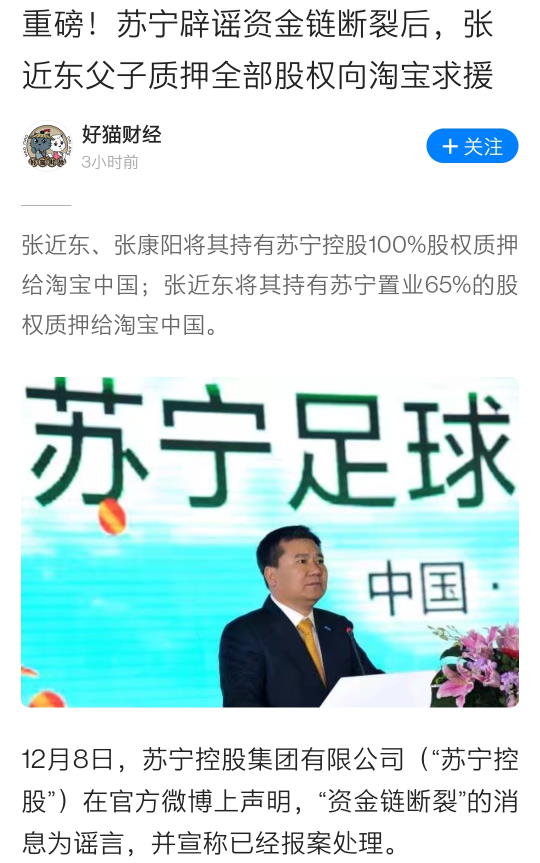 重磅！苏宁辟谣资金链断裂后，张
近东父子质押全部股权向淘宝求援
好猫财经
3小时前
+ 关注
张近东、张康阳将其持有苏宁控股100%股权质押
给淘宝中国；张近东将其持有苏宁置业65%的股
权质押给淘宝中国。
苏宁足球
中国·
12月8日，苏宁控股集团有限公司（“苏宁控
股”）在官方微博上声明，“资金链断裂”的消
息为谣言，并宣称已经报案处理。